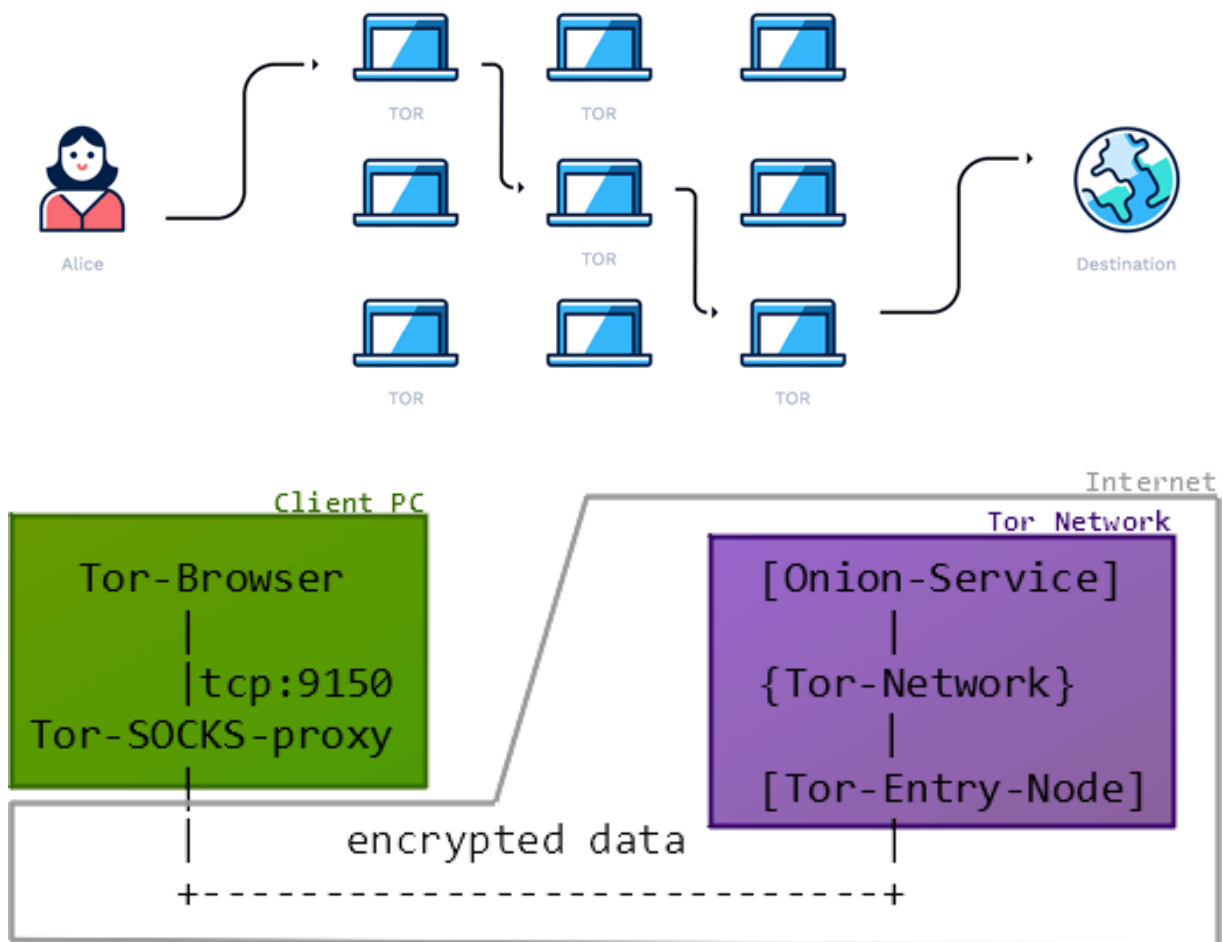 TOR
TOR
Alice
TOR
Destination
TOR
TOR
Internet
Client PC
Tor Network
Tor-Browser
[Onion-Service]
|
|
|tcp:9150
{Tor-Network}
Tor-SOCKS-proxy
|
|
[Tor-Entry-Node]
|
encrypted data
|
+----------------------------+